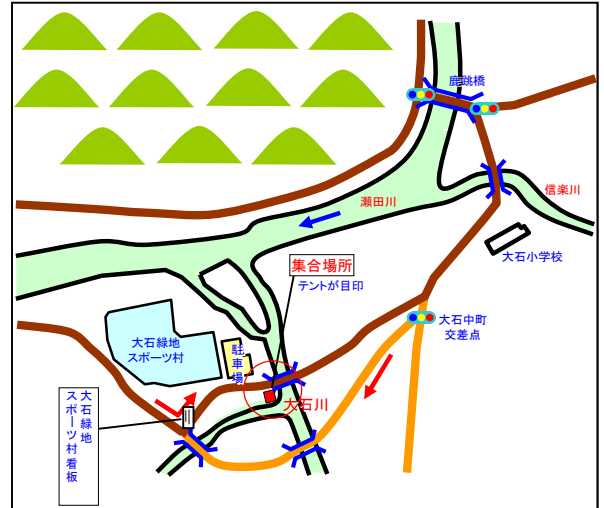 鹿跳橋
瀬田川
信楽川
大石小学校
集合場所
テントが目印
大石中町
交差点
大石緑地
スポーツ村
駐車場
大石川
大石緑地
スポーツ村看板